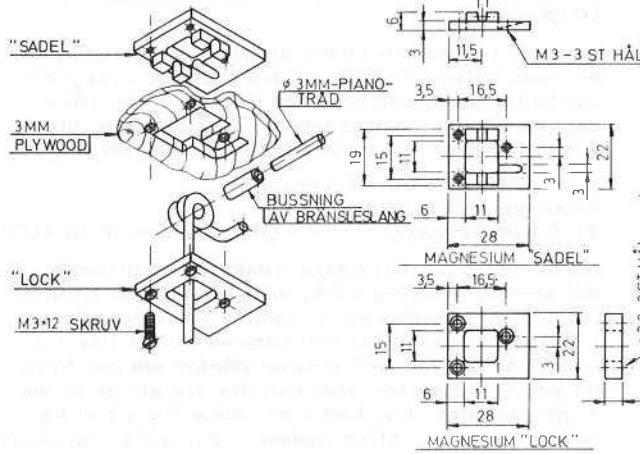 "SADEL"
3MM
PLYWOOD
"LOCK"
M3×12 SKRUV
ø 3MM-PIANO-
TRÅD
BUSSNING
AV BRÄNSLESLANG
6
3
11,5
M3-3 ST HÅL
3,5
16,5
19
15
11
3
3
22
6
11
28
MAGNESIUM "SADEL"
3,5
16,5
15
11
3
22
6
11
28
MAGNESIUM "LOCK"